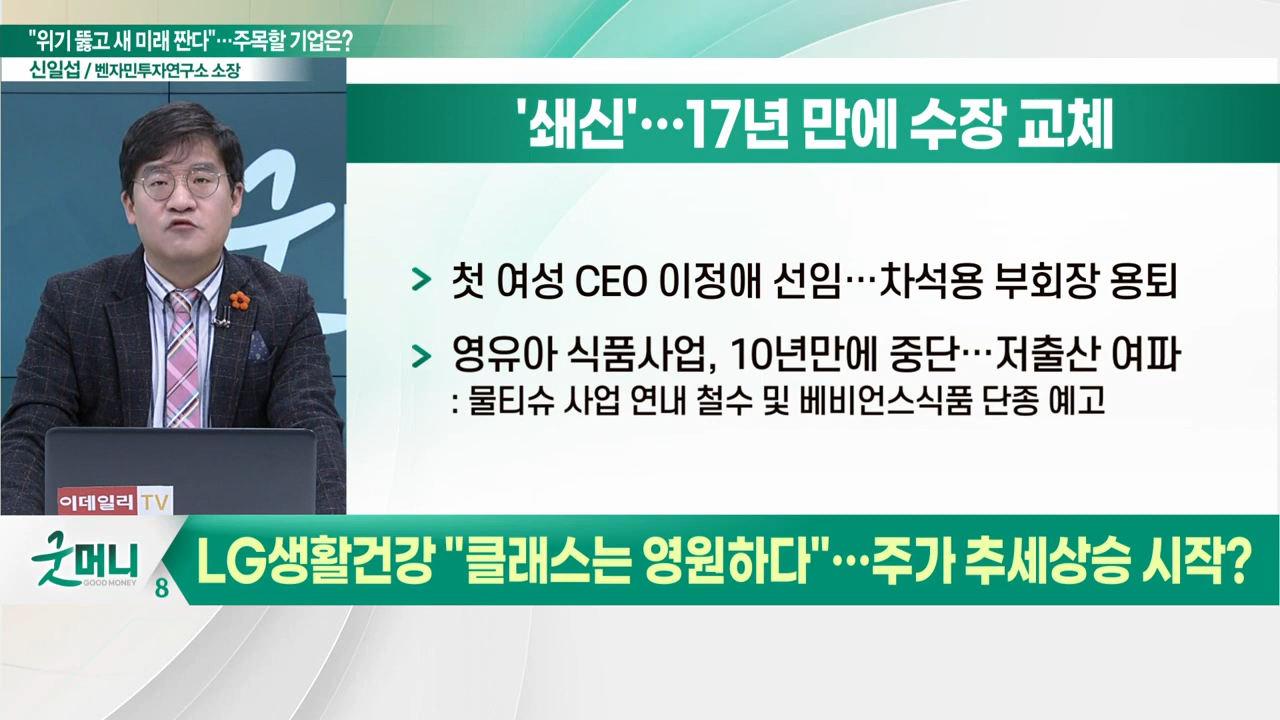 "위기 뚫고 새 미래 짠다"…주목할 기업은?
신일섭 / 벤자민투자연구소 소장
'쇄신'…17년 만에 수장 교체
> 첫 여성 CEO 이정애 선임…차석용 부회장 용퇴
> 영유아 식품사업, 10년만에 중단…저출산 여파
: 물티슈 사업 연내 철수 및 베비언스식품 단종 예고
이데일리 TV
굿머니
GOOD MONEY
8
LG생활건강 "클래스는 영원하다"…주가 추세상승 시작?